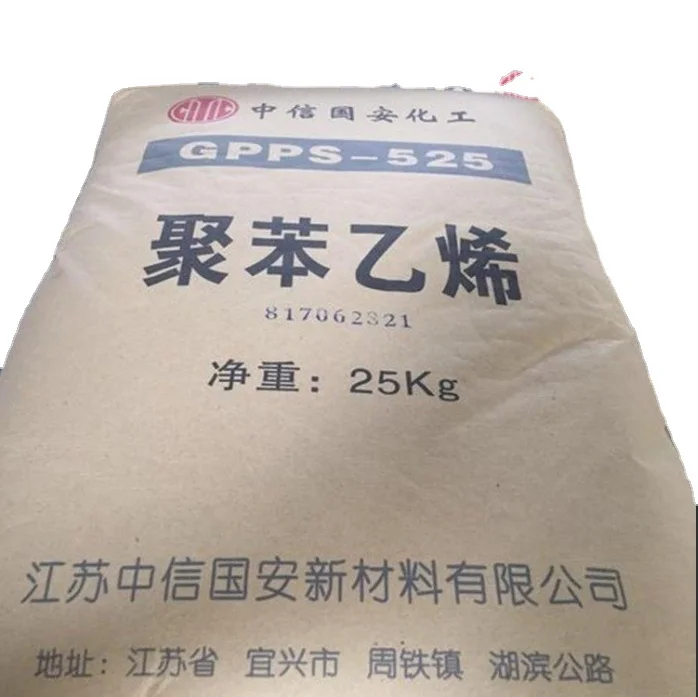 CITIC 中信国安化工
GPPS-525
聚苯乙烯
817062821
净重：25Kg
江苏中信国安新材料有限公司
地址：江苏省 宜兴市 周铁镇 湖滨公路